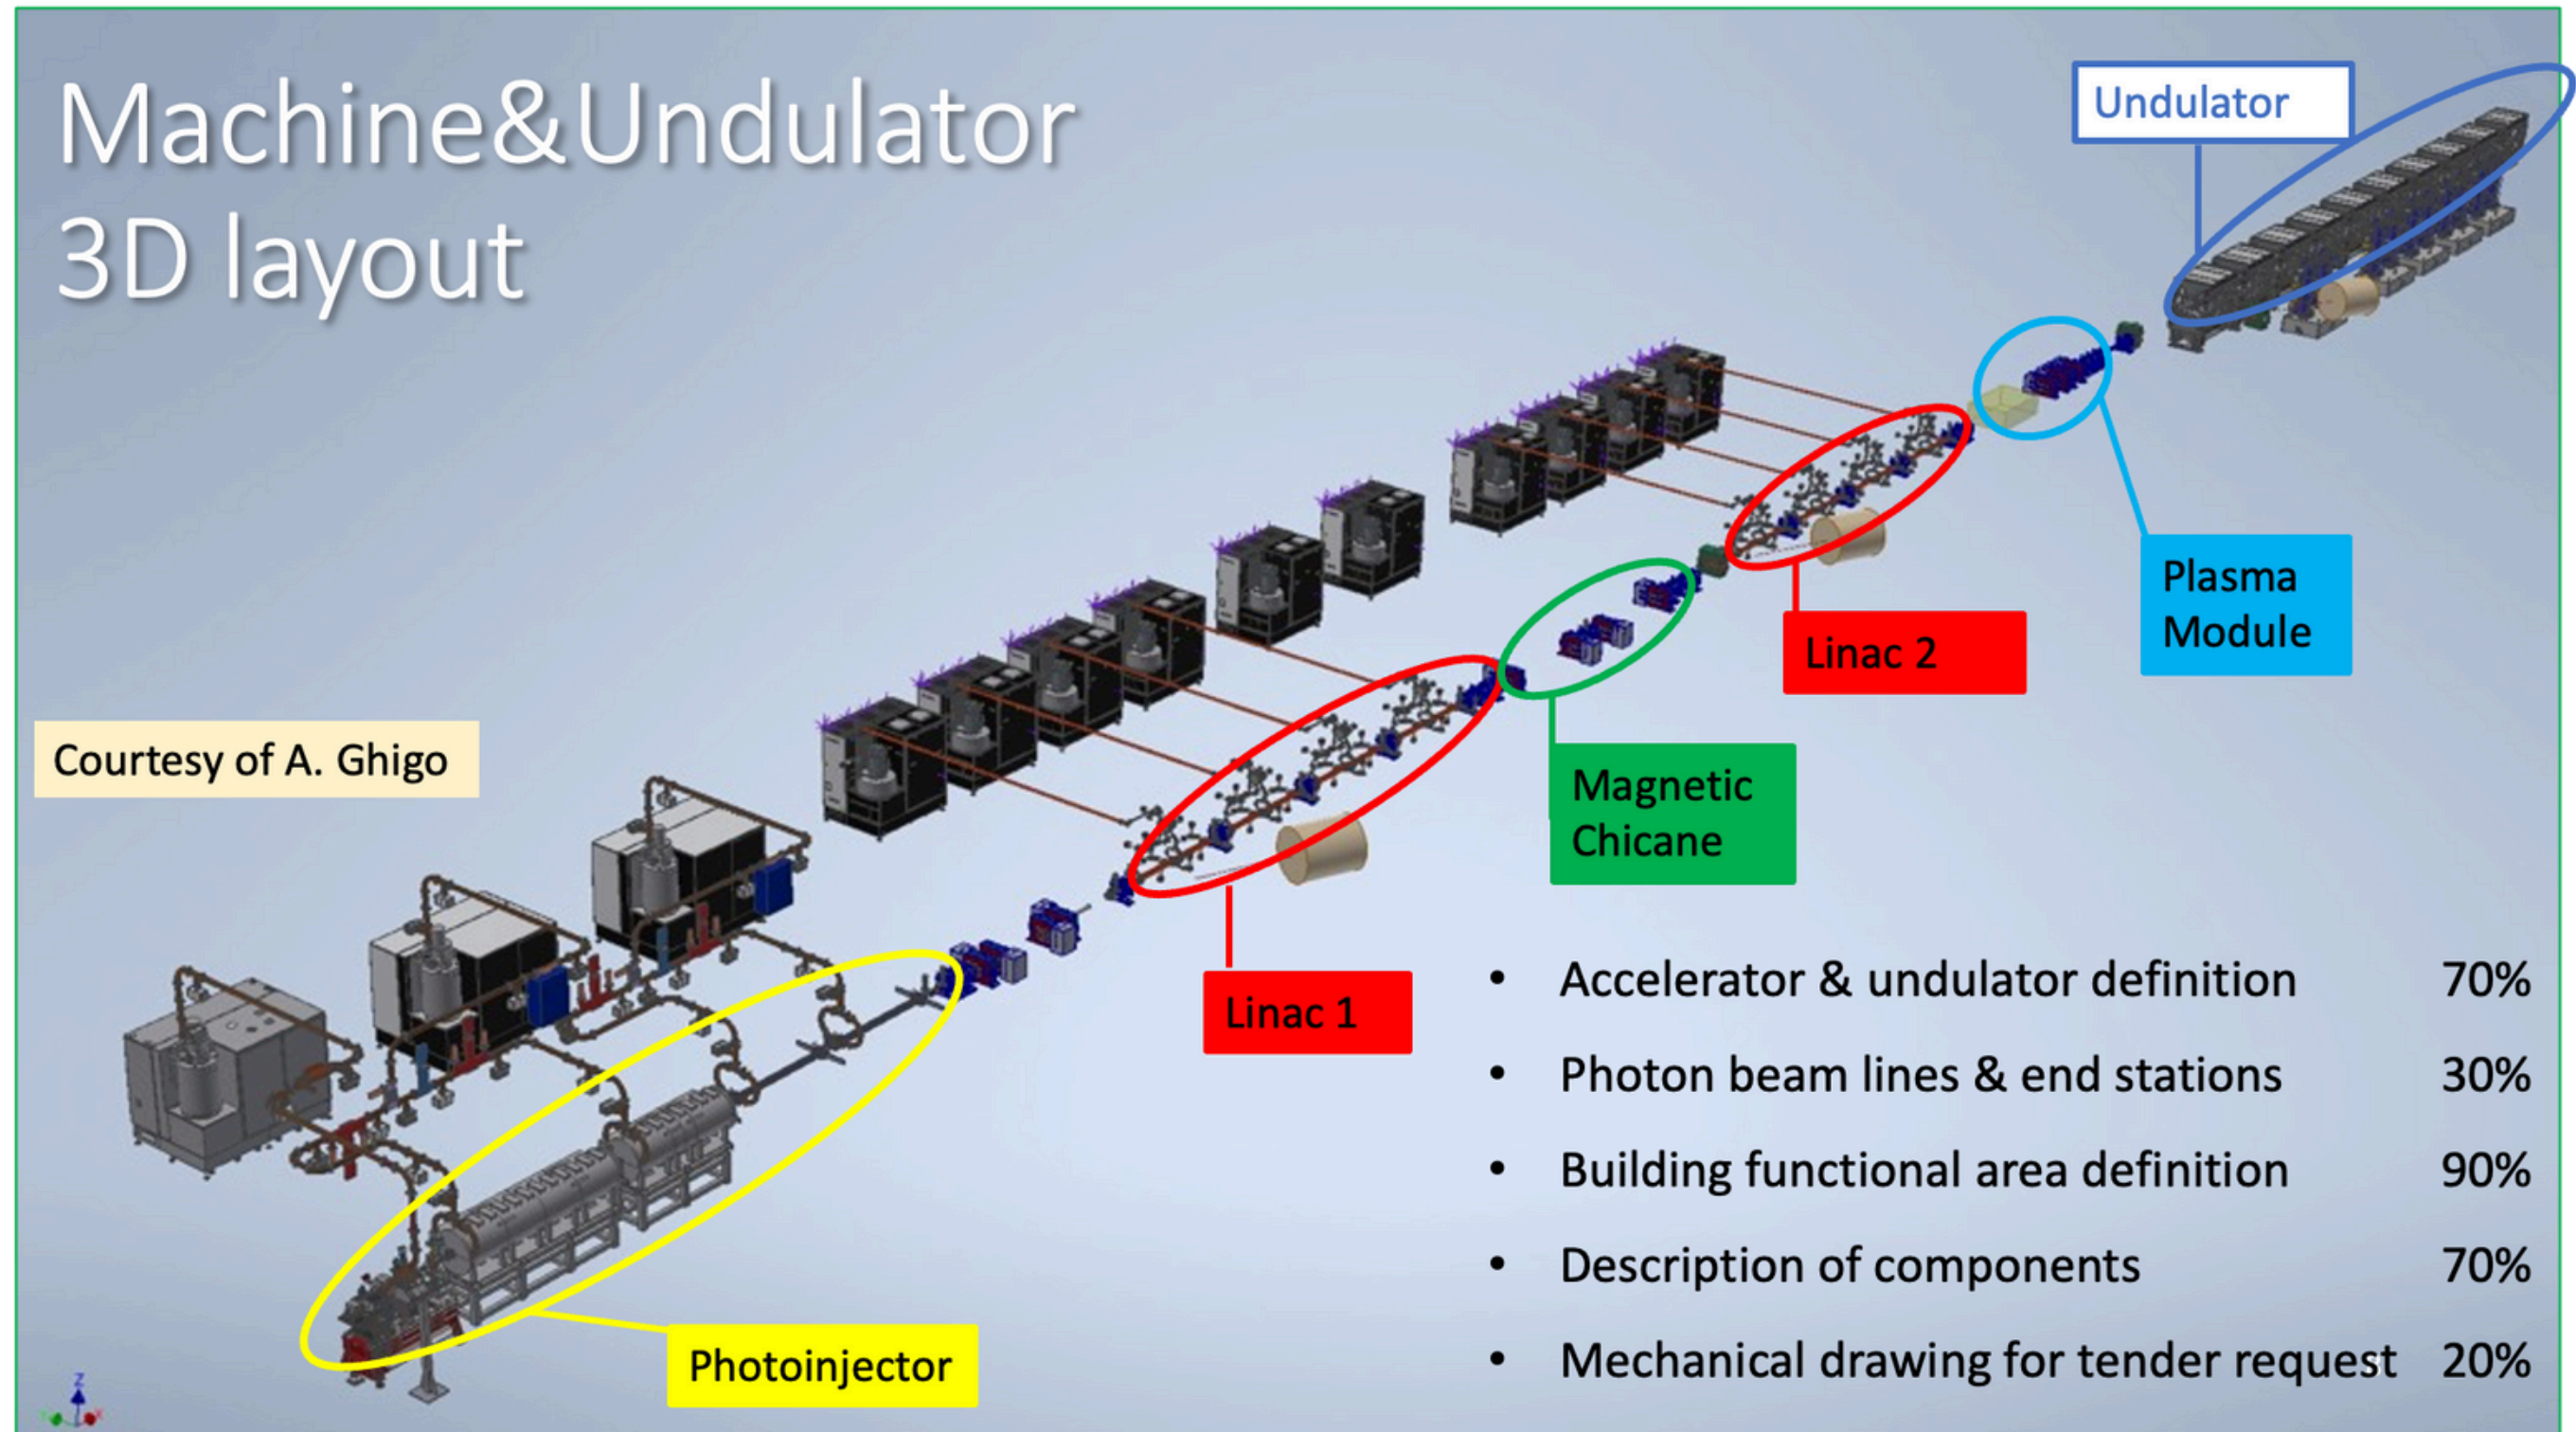 Machine&Undulator
3D layout
Undulator
Plasma
Module
Linac 2
Magnetic
Chicane
Courtesy of A. Ghigo
Linac 1
Photoinjector
• Accelerator & undulator definition 70%
• Photon beam lines & end stations 30%
• Building functional area definition 90%
• Description of components 70%
• Mechanical drawing for tender request 20%
Z